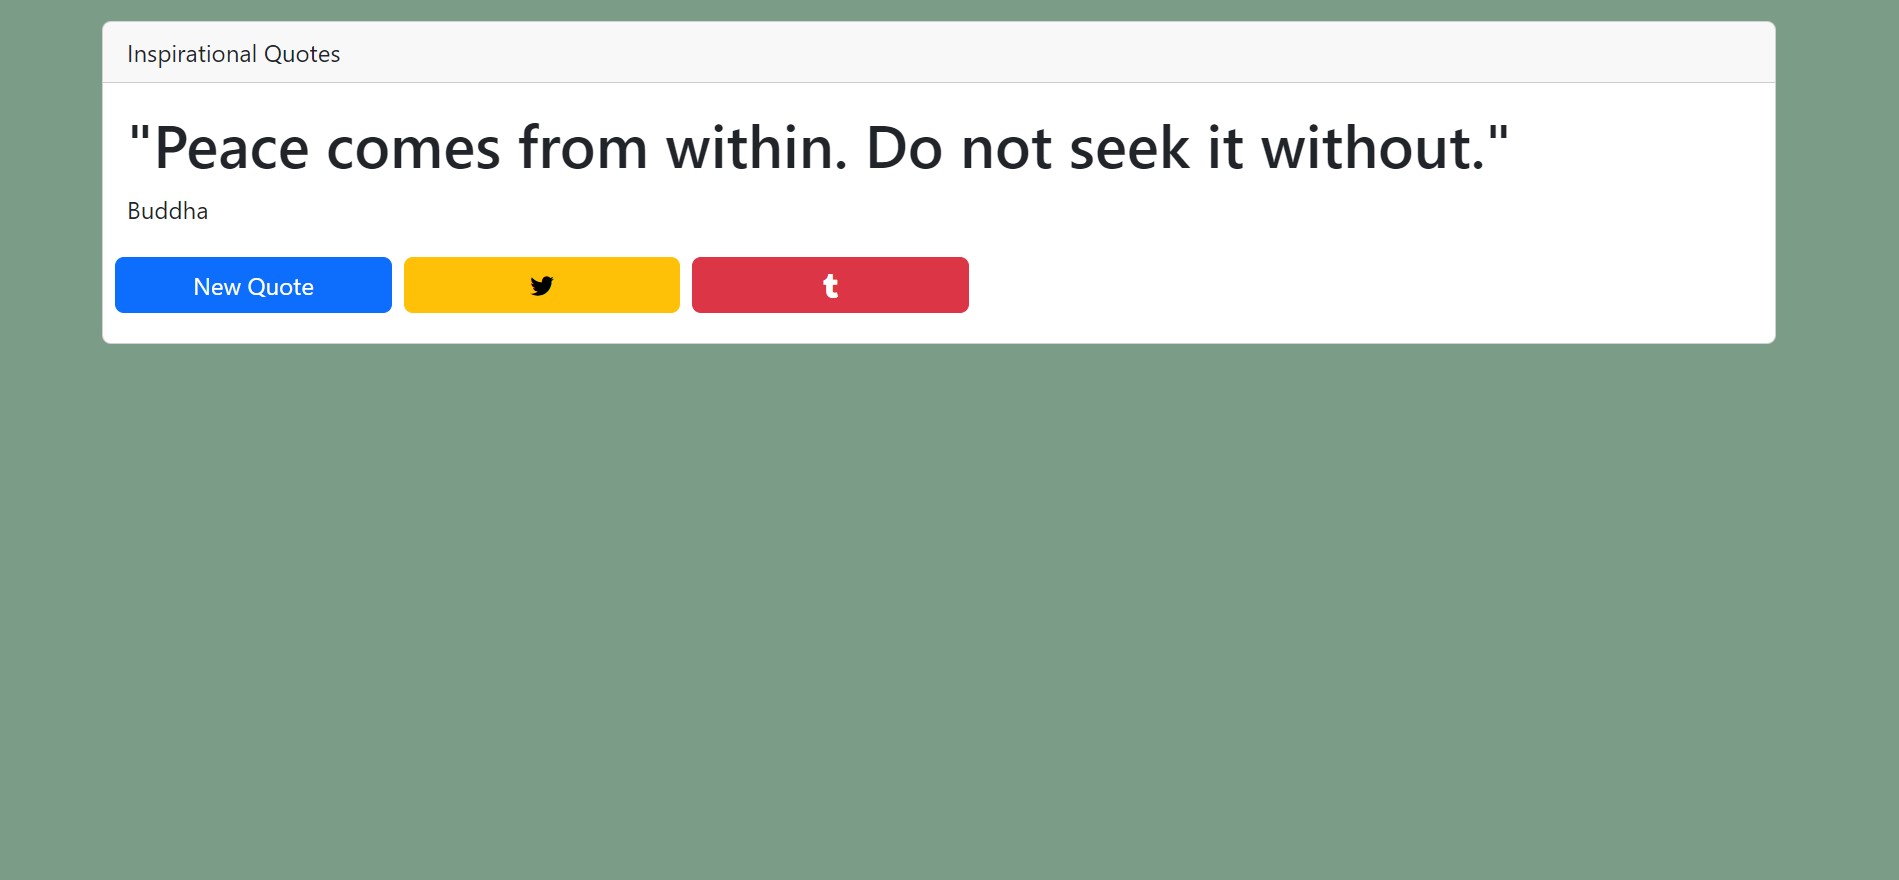 Inspirational Quotes
"Peace comes from within. Do not seek it without."
Buddha
New Quote
t